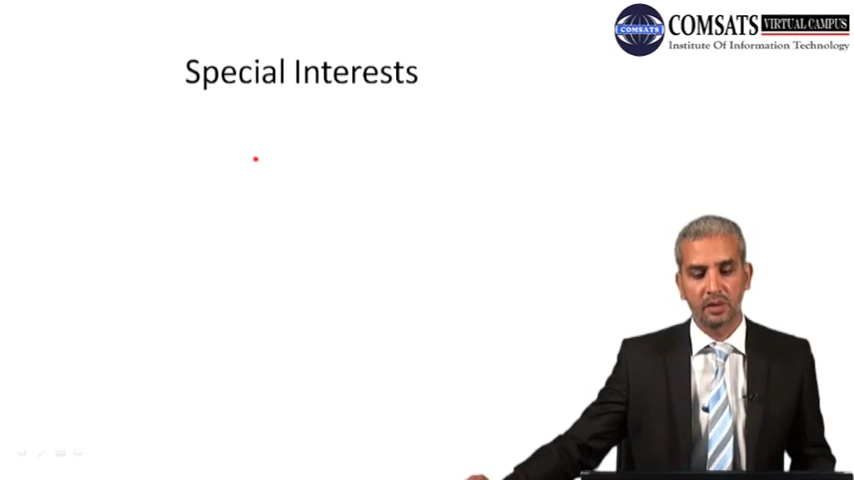 COMSATS VIRTUAL CAMPUS
COMSATS
Institute Of Information Technology
Special Interests